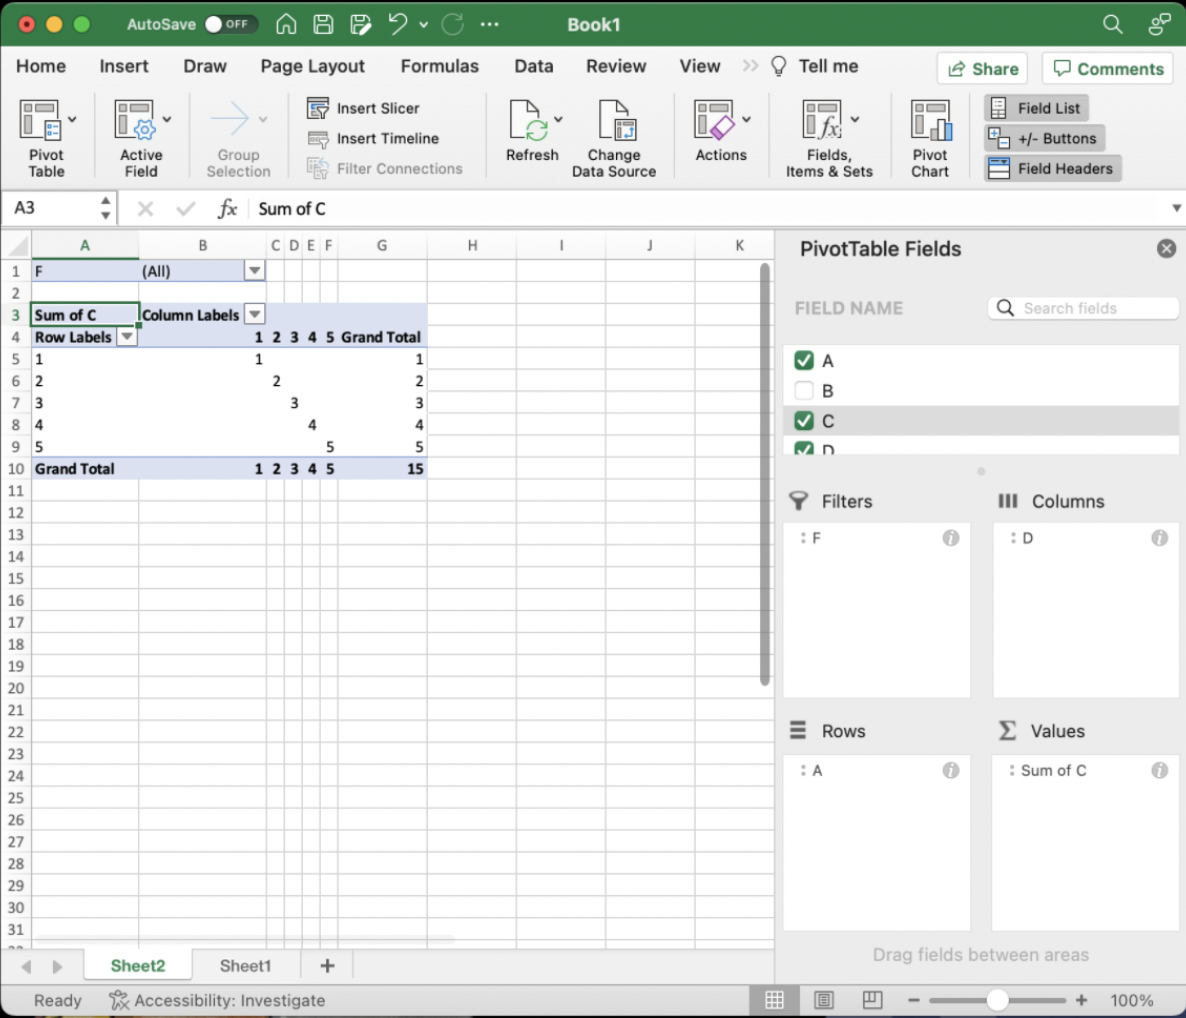 AutoSave OFF Book1
Home Insert Draw Page Layout Formulas Data Review View Tell me Share Comments
Pivot Table
Active Field
Group Selection
Insert Slicer
Insert Timeline
Filter Connections
Refresh
Change Data Source
Actions
Fields, Items & Sets
Pivot Chart
Field List
+/- Buttons
Field Headers
A3 fx Sum of C
A B C D E F G H I J K
1 F (All)
2
3 Sum of C Column Labels
4 Row Labels 1 2 3 4 5 Grand Total
5 1 1 1
6 2 2 2
7 3 3 3
8 4 4 4
9 5 5 5
10 Grand Total 1 2 3 4 5 15
11
12
13
14
15
16
17
18
19
20
21
22
23
24
25
26
27
28
29
30
31
PivotTable Fields
FIELD NAME Search fields
A
B
C
D
Filters
F
Columns
D
Rows
A
Values
Sum of C
Drag fields between areas
Sheet2 Sheet1 +
Ready Accessibility: Investigate 100%